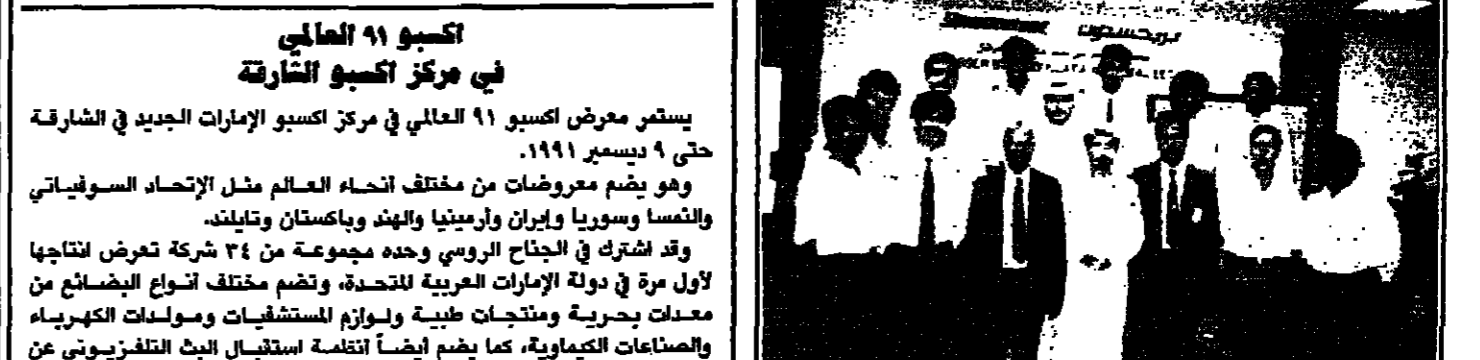 اكسبو ٩١ العالمي
في مركز اكسبو الشارقة
يستمر معرض اكسبو ٩١ العالمي في مركز اكسبو الإمارات الجديد في الشارقة
حتى ٩ ديسمبر ١٩٩١.
وهو يضم معروضات من مختلف انحاء العالم مثل الإتحاد السوفياتي
والنمسا وسوريا وإيران وأرمينيا والهند وباكستان وتايلند.
وقد اشترك في الجناح الروسي وحده مجموعة من ٣٤ شركة تعرض انتاجها
لأول مرة في دولة الإمارات العربية المتحدة، وتضم مختلف أنواع البضائع من
معدات بحرية ومنتجات طبية ولوازم المستشفيات ومولدات الكهرباء
والصناعات الكيماوية، كما يضم أيضاً انظمة استقبال البث التلفزيوني عن
بريجستون